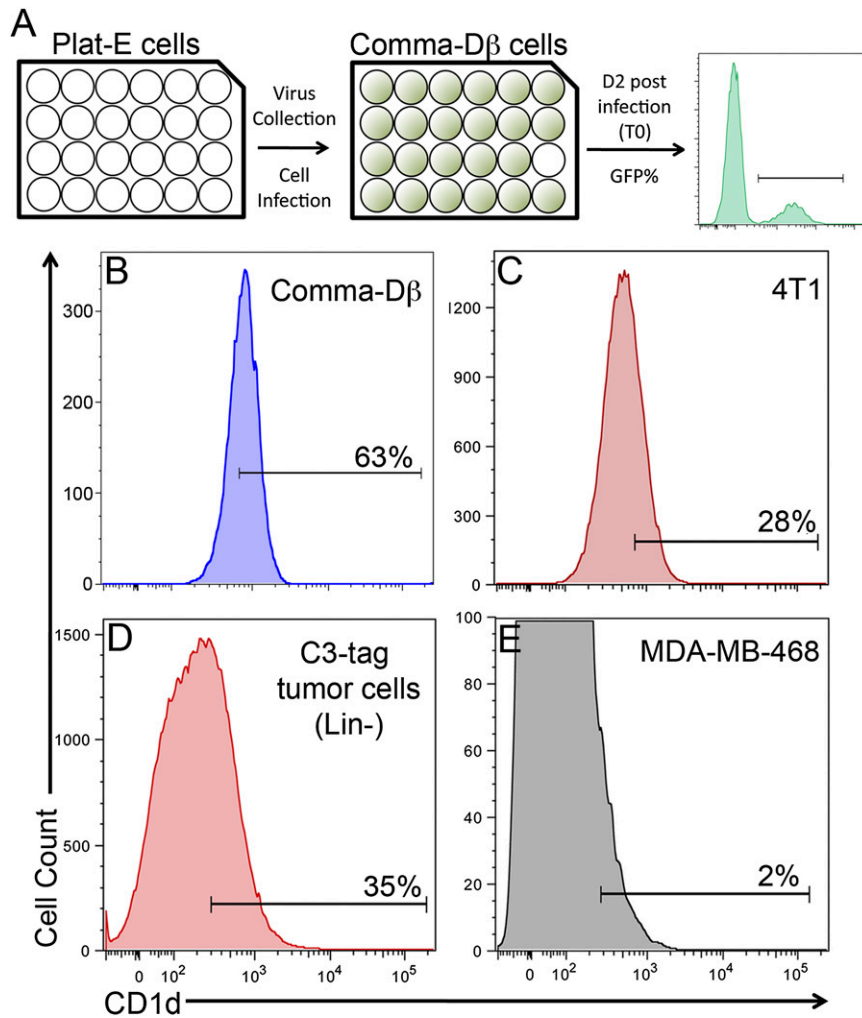 A
Plat-E cells
Virus
Collection
Cell
Infection
Comma-Dβ cells
D2 post
infection
(T0)
GFP%
B
Comma-Dβ
300
200
100
0
63%
C
4T1
1200
900
600
300
0
28%
D
C3-tag
tumor cells
(Lin-)
1500
1000
500
0
35%
0 10² 10³ 10⁴ 10⁵
E
MDA-MB-468
100
80
60
40
20
0
2%
0 10² 10³ 10⁴ 10⁵
Cell Count
CD1d